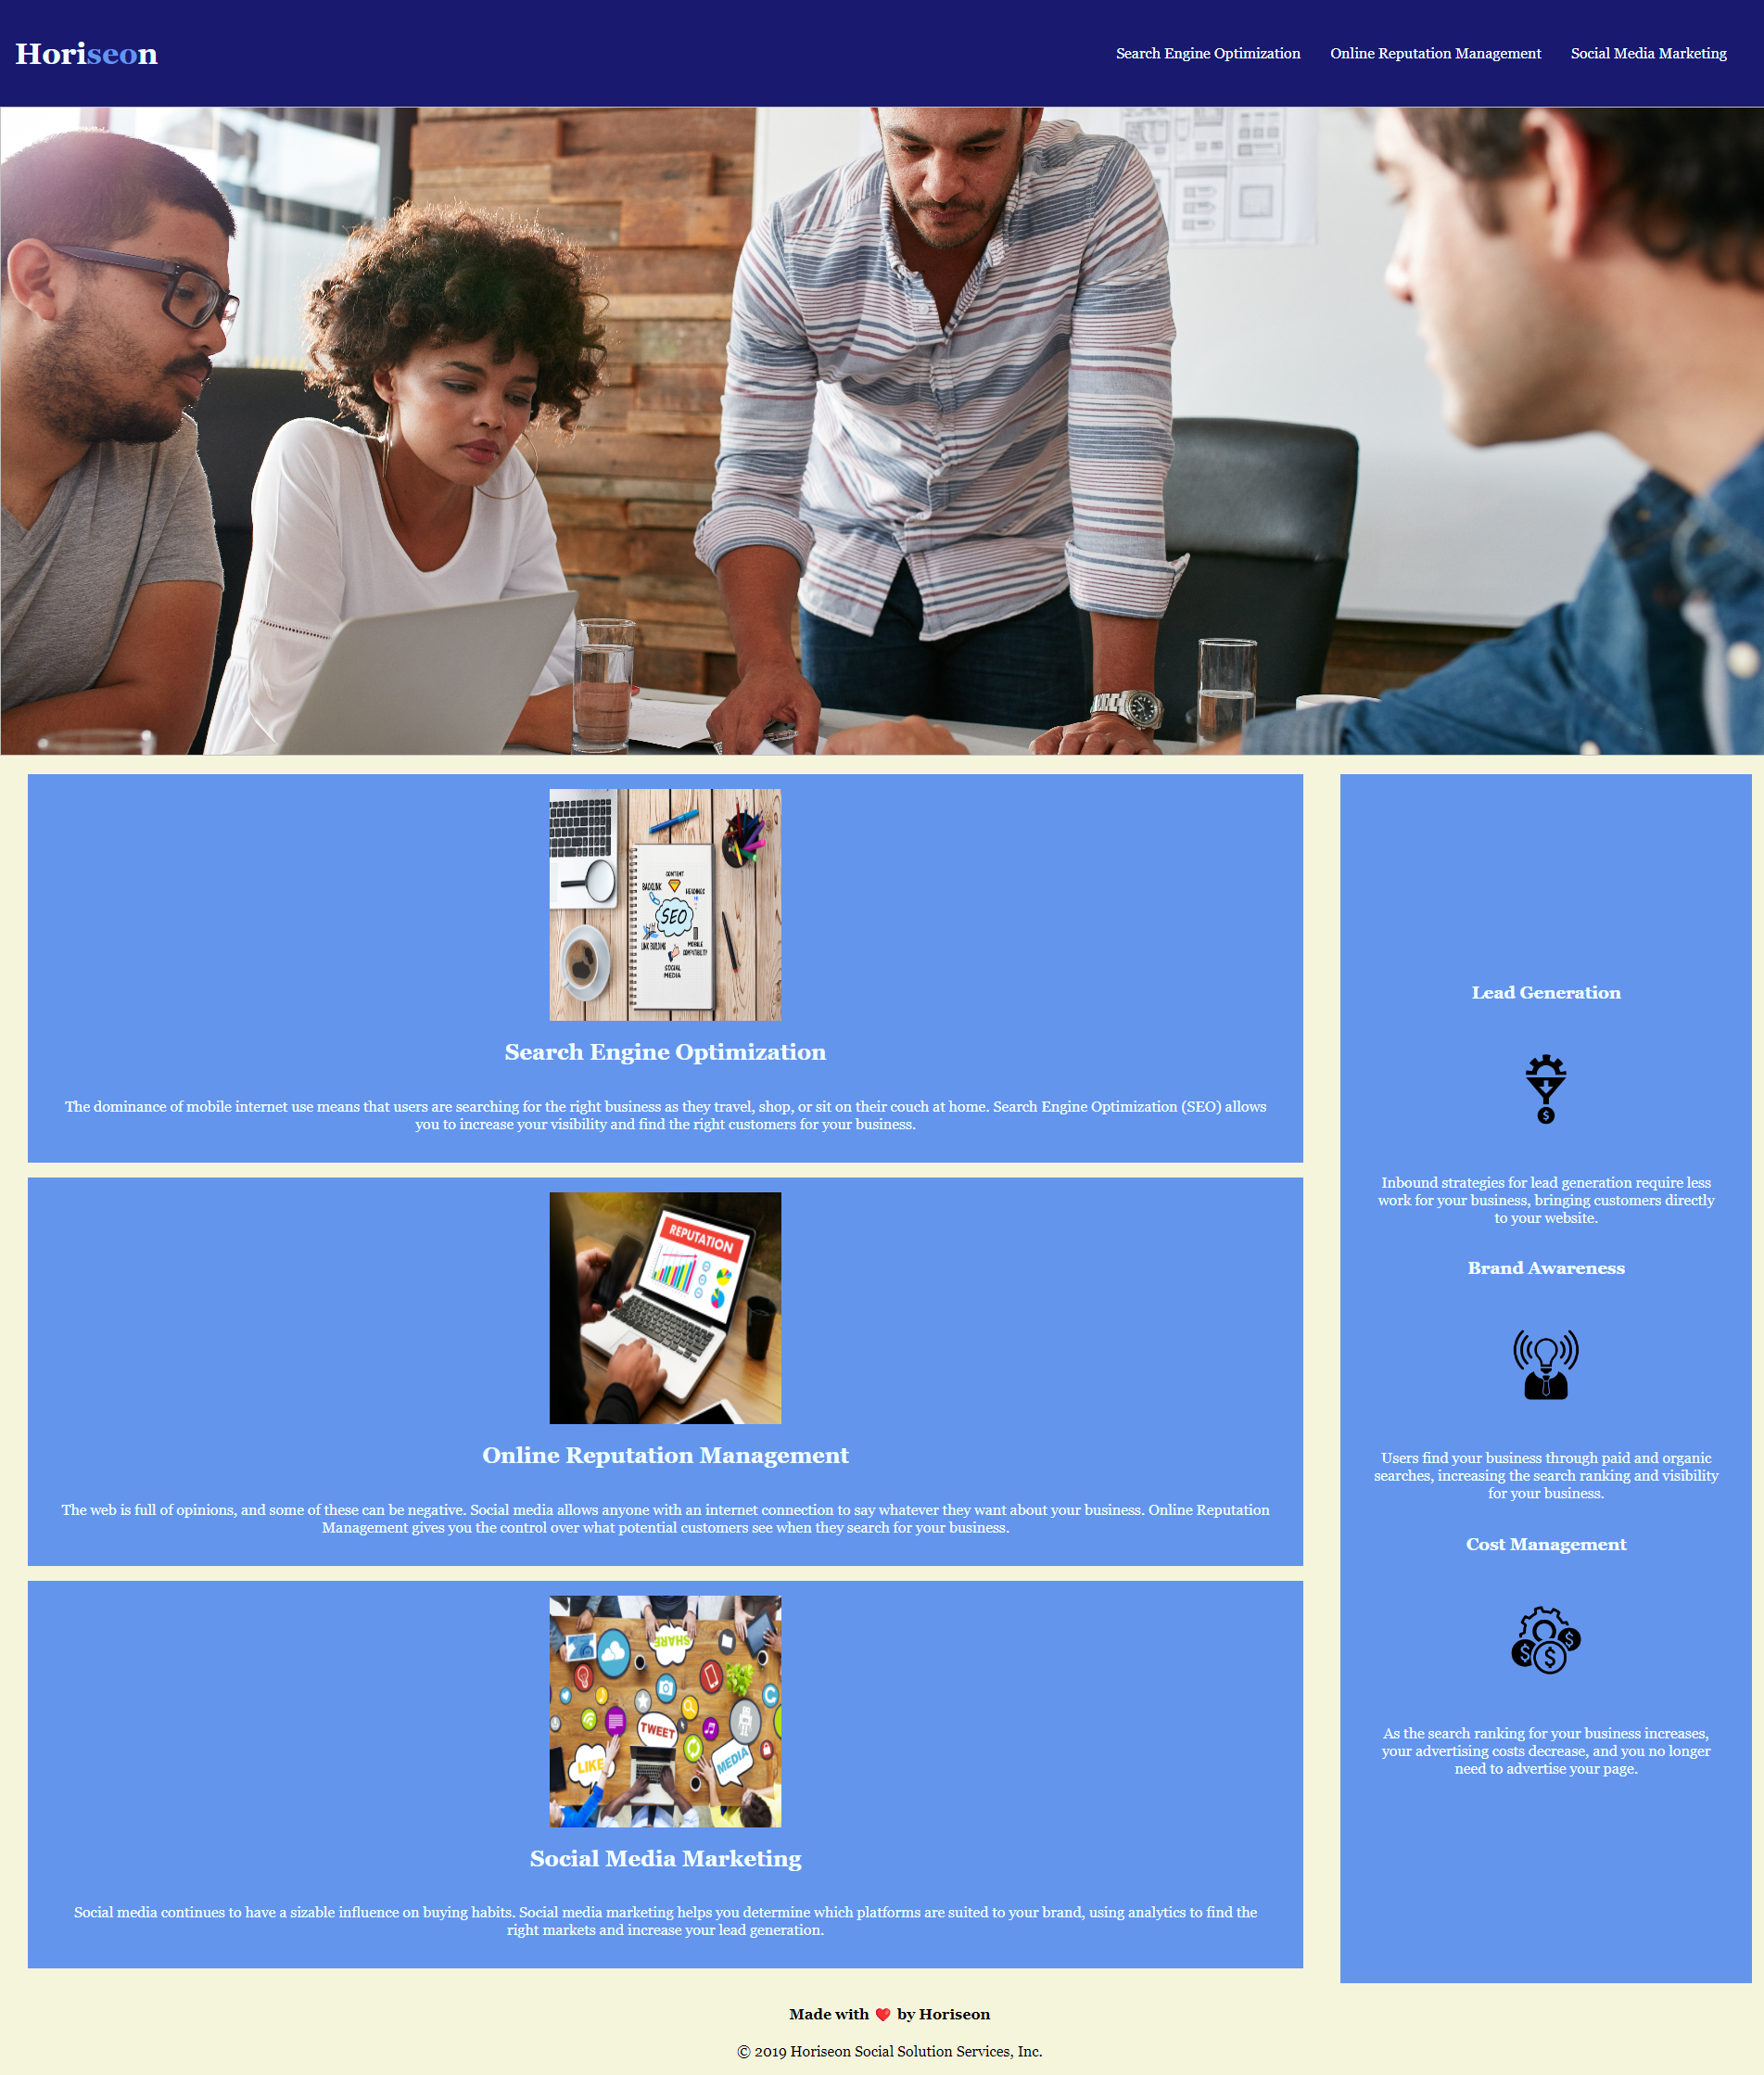 Horiseon
Search Engine Optimization
Online Reputation Management
Social Media Marketing
CONTENT
BACKLINK
HEADINGS
SEO
LINK BUILDING
MOBILE
COMPATIBILITY
SOCIAL
MEDIA
Search Engine Optimization
The dominance of mobile internet use means that users are searching for the right business as they travel, shop, or sit on their couch at home. Search Engine Optimization (SEO) allows
you to increase your visibility and find the right customers for your business.
REPUTATION
Online Reputation Management
The web is full of opinions, and some of these can be negative. Social media allows anyone with an internet connection to say whatever they want about your business. Online Reputation
Management gives you the control over what potential customers see when they search for your business.
SHARE
TWEET
LIKE
MEDIA
Social Media Marketing
Social media continues to have a sizable influence on buying habits. Social media marketing helps you determine which platforms are suited to your brand, using analytics to find the
right markets and increase your lead generation.
Lead Generation
$
Inbound strategies for lead generation require less
work for your business, bringing customers directly
to your website.
Brand Awareness
Users find your business through paid and organic
searches, increasing the search ranking and visibility
for your business.
Cost Management
$ $ $
As the search ranking for your business increases,
your advertising costs decrease, and you no longer
need to advertise your page.
Made with ❤️ by Horiseon
© 2019 Horiseon Social Solution Services, Inc.